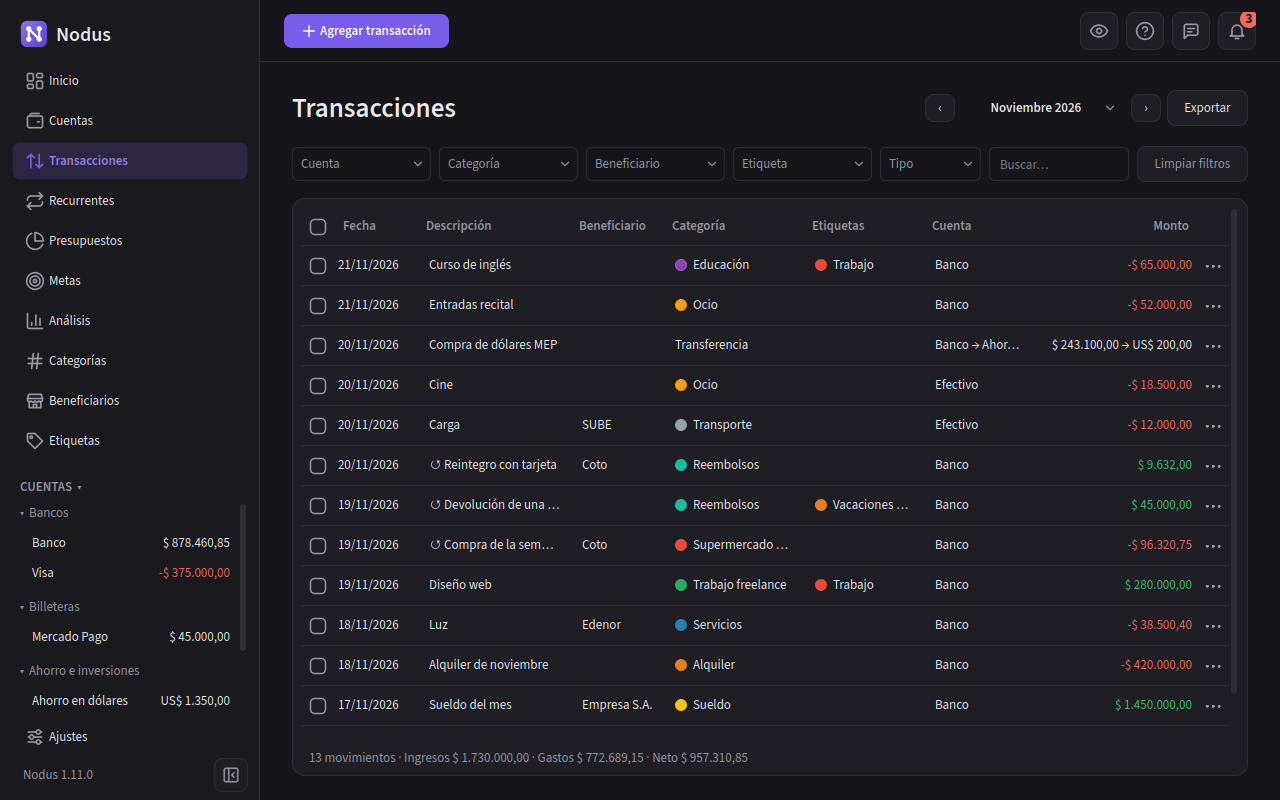 Nodus
Inicio
Cuentas
Transacciones
Recurrentes
Presupuestos
Metas
Análisis
Categorías
Beneficiarios
Etiquetas
CUENTAS
Bancos
Banco $ 878.460,85
Visa -$ 375.000,00
Billeteras
Mercado Pago $ 45.000,00
Ahorro e inversiones
Ahorro en dólares US$ 1.350,00
Ajustes
Nodus 1.11.0
Agregar transacción
3
Transacciones
‹ Noviembre 2026 › Exportar
Cuenta Categoría Beneficiario Etiqueta Tipo Buscar... Limpiar filtros
Fecha Descripción Beneficiario Categoría Etiquetas Cuenta Monto
21/11/2026 Curso de inglés Educación Trabajo Banco -$ 65.000,00
21/11/2026 Entradas recital Ocio Banco -$ 52.000,00
20/11/2026 Compra de dólares MEP Transferencia Banco → Ahor... $ 243.100,00 → US$ 200,00
20/11/2026 Cine Ocio Efectivo -$ 18.500,00
20/11/2026 Carga SUBE Transporte Efectivo -$ 12.000,00
20/11/2026 Reintegro con tarjeta Coto Reembolsos Banco $ 9.632,00
19/11/2026 Devolución de una ... Reembolsos Vacaciones ... Banco $ 45.000,00
19/11/2026 Compra de la sem... Coto Supermercado ... Banco -$ 96.320,75
19/11/2026 Diseño web Trabajo freelance Trabajo Banco $ 280.000,00
18/11/2026 Luz Edenor Servicios Banco -$ 38.500,40
18/11/2026 Alquiler de noviembre Alquiler Banco -$ 420.000,00
17/11/2026 Sueldo del mes Empresa S.A. Sueldo Banco $ 1.450.000,00
13 movimientos · Ingresos $ 1.730.000,00 · Gastos $ 772.689,15 · Neto $ 957.310,85